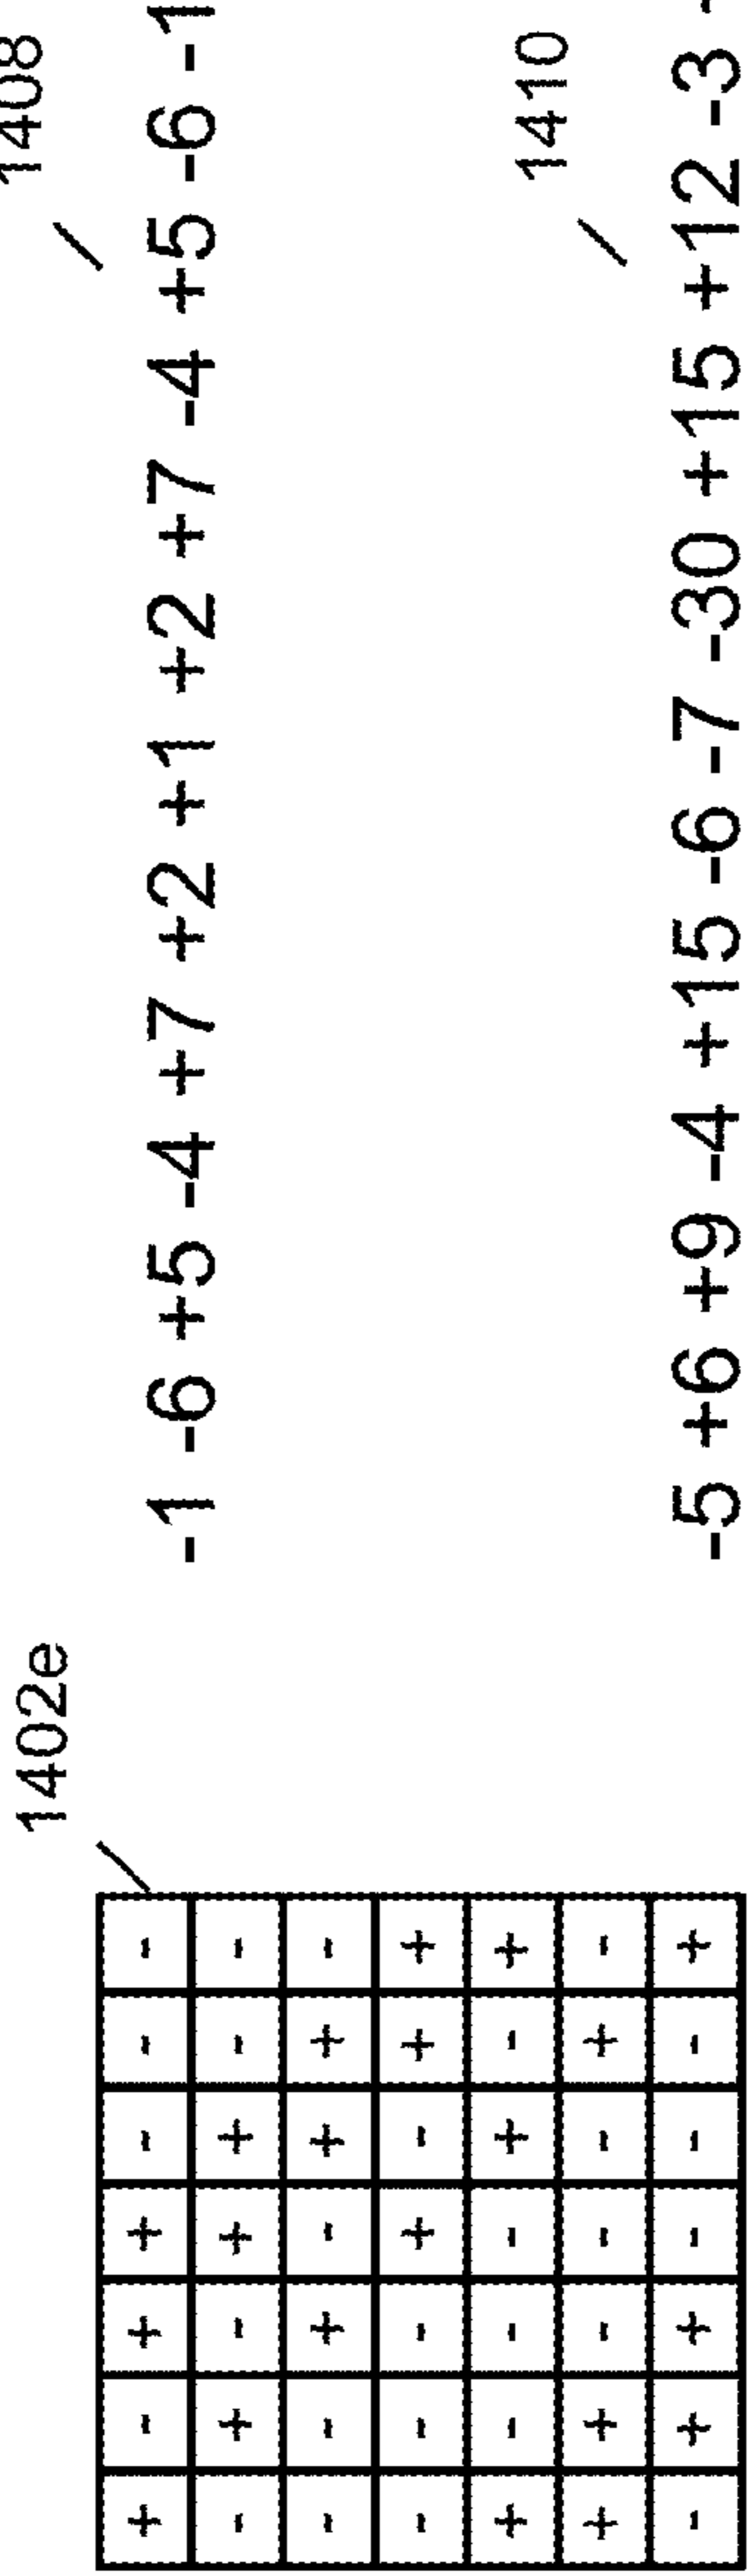 1402e
+ - + + - - -
- + - + + - -
- - + - + + -
- - - + - + +
+ - - - + - +
+ + - - - + -
- + + - - - +
1408
-1 -6 +5 -4 +7 +2 +1 +2 +7 -4 +5 -6 -1
1410
-5 +6 +9 -4 +15 -6 -7 -30 +15 +12 -3